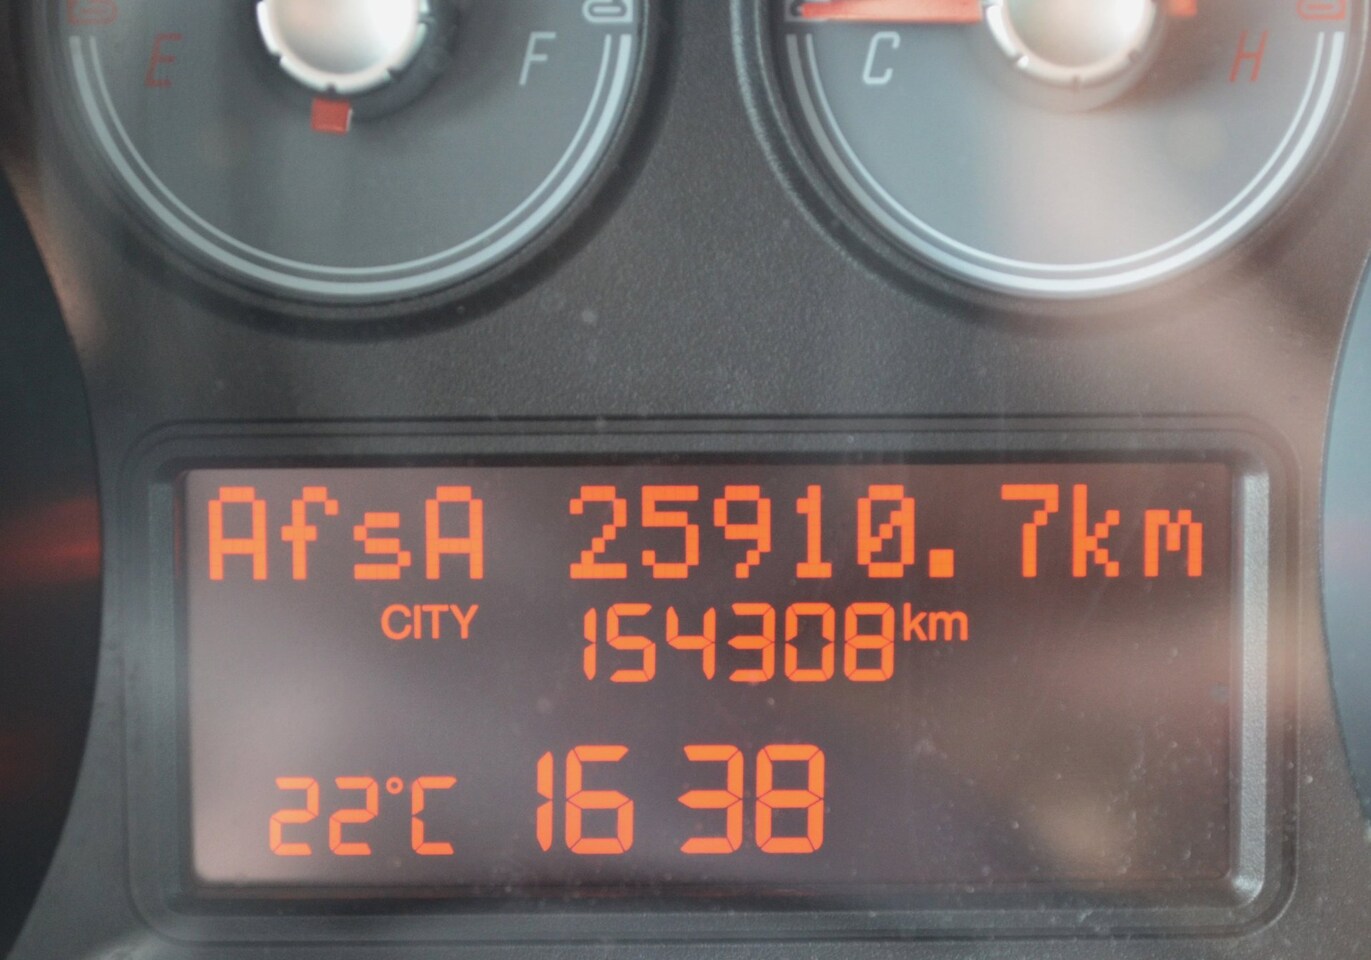 E F C H
AfsA 25910.7km
CITY 154308km
22°C 16 38